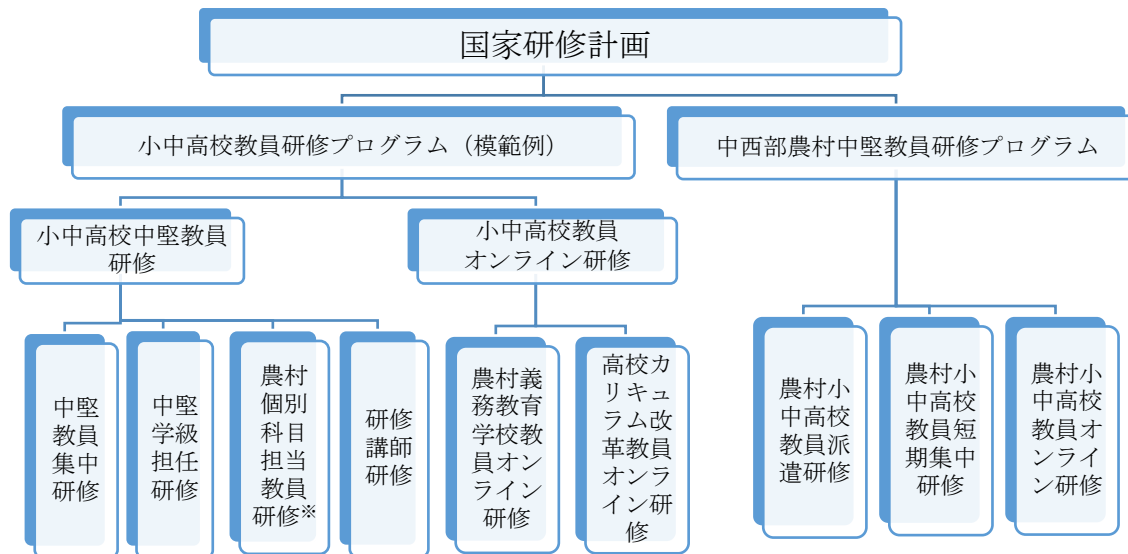 国家研修計画
小中高校教員研修プログラム（模範例）
中西部農村中堅教員研修プログラム
小中高校中堅教員
研修
小中高校教員
オンライン研修
中堅
教員
集中
研修
中堅
学級
担任
研修
農村
個別
科目
担当
教員
研修※
研修
講師
研修
農村義
務教育
学校教
員オン
ライン
研修
高校カ
リキュ
ラム改
革教員
オンラ
イン研
修
農村小
中高校
教員派
遣研修
農村小
中高校
教員短
期集中
研修
農村小
中高校
教員オ
ンライ
ン研修